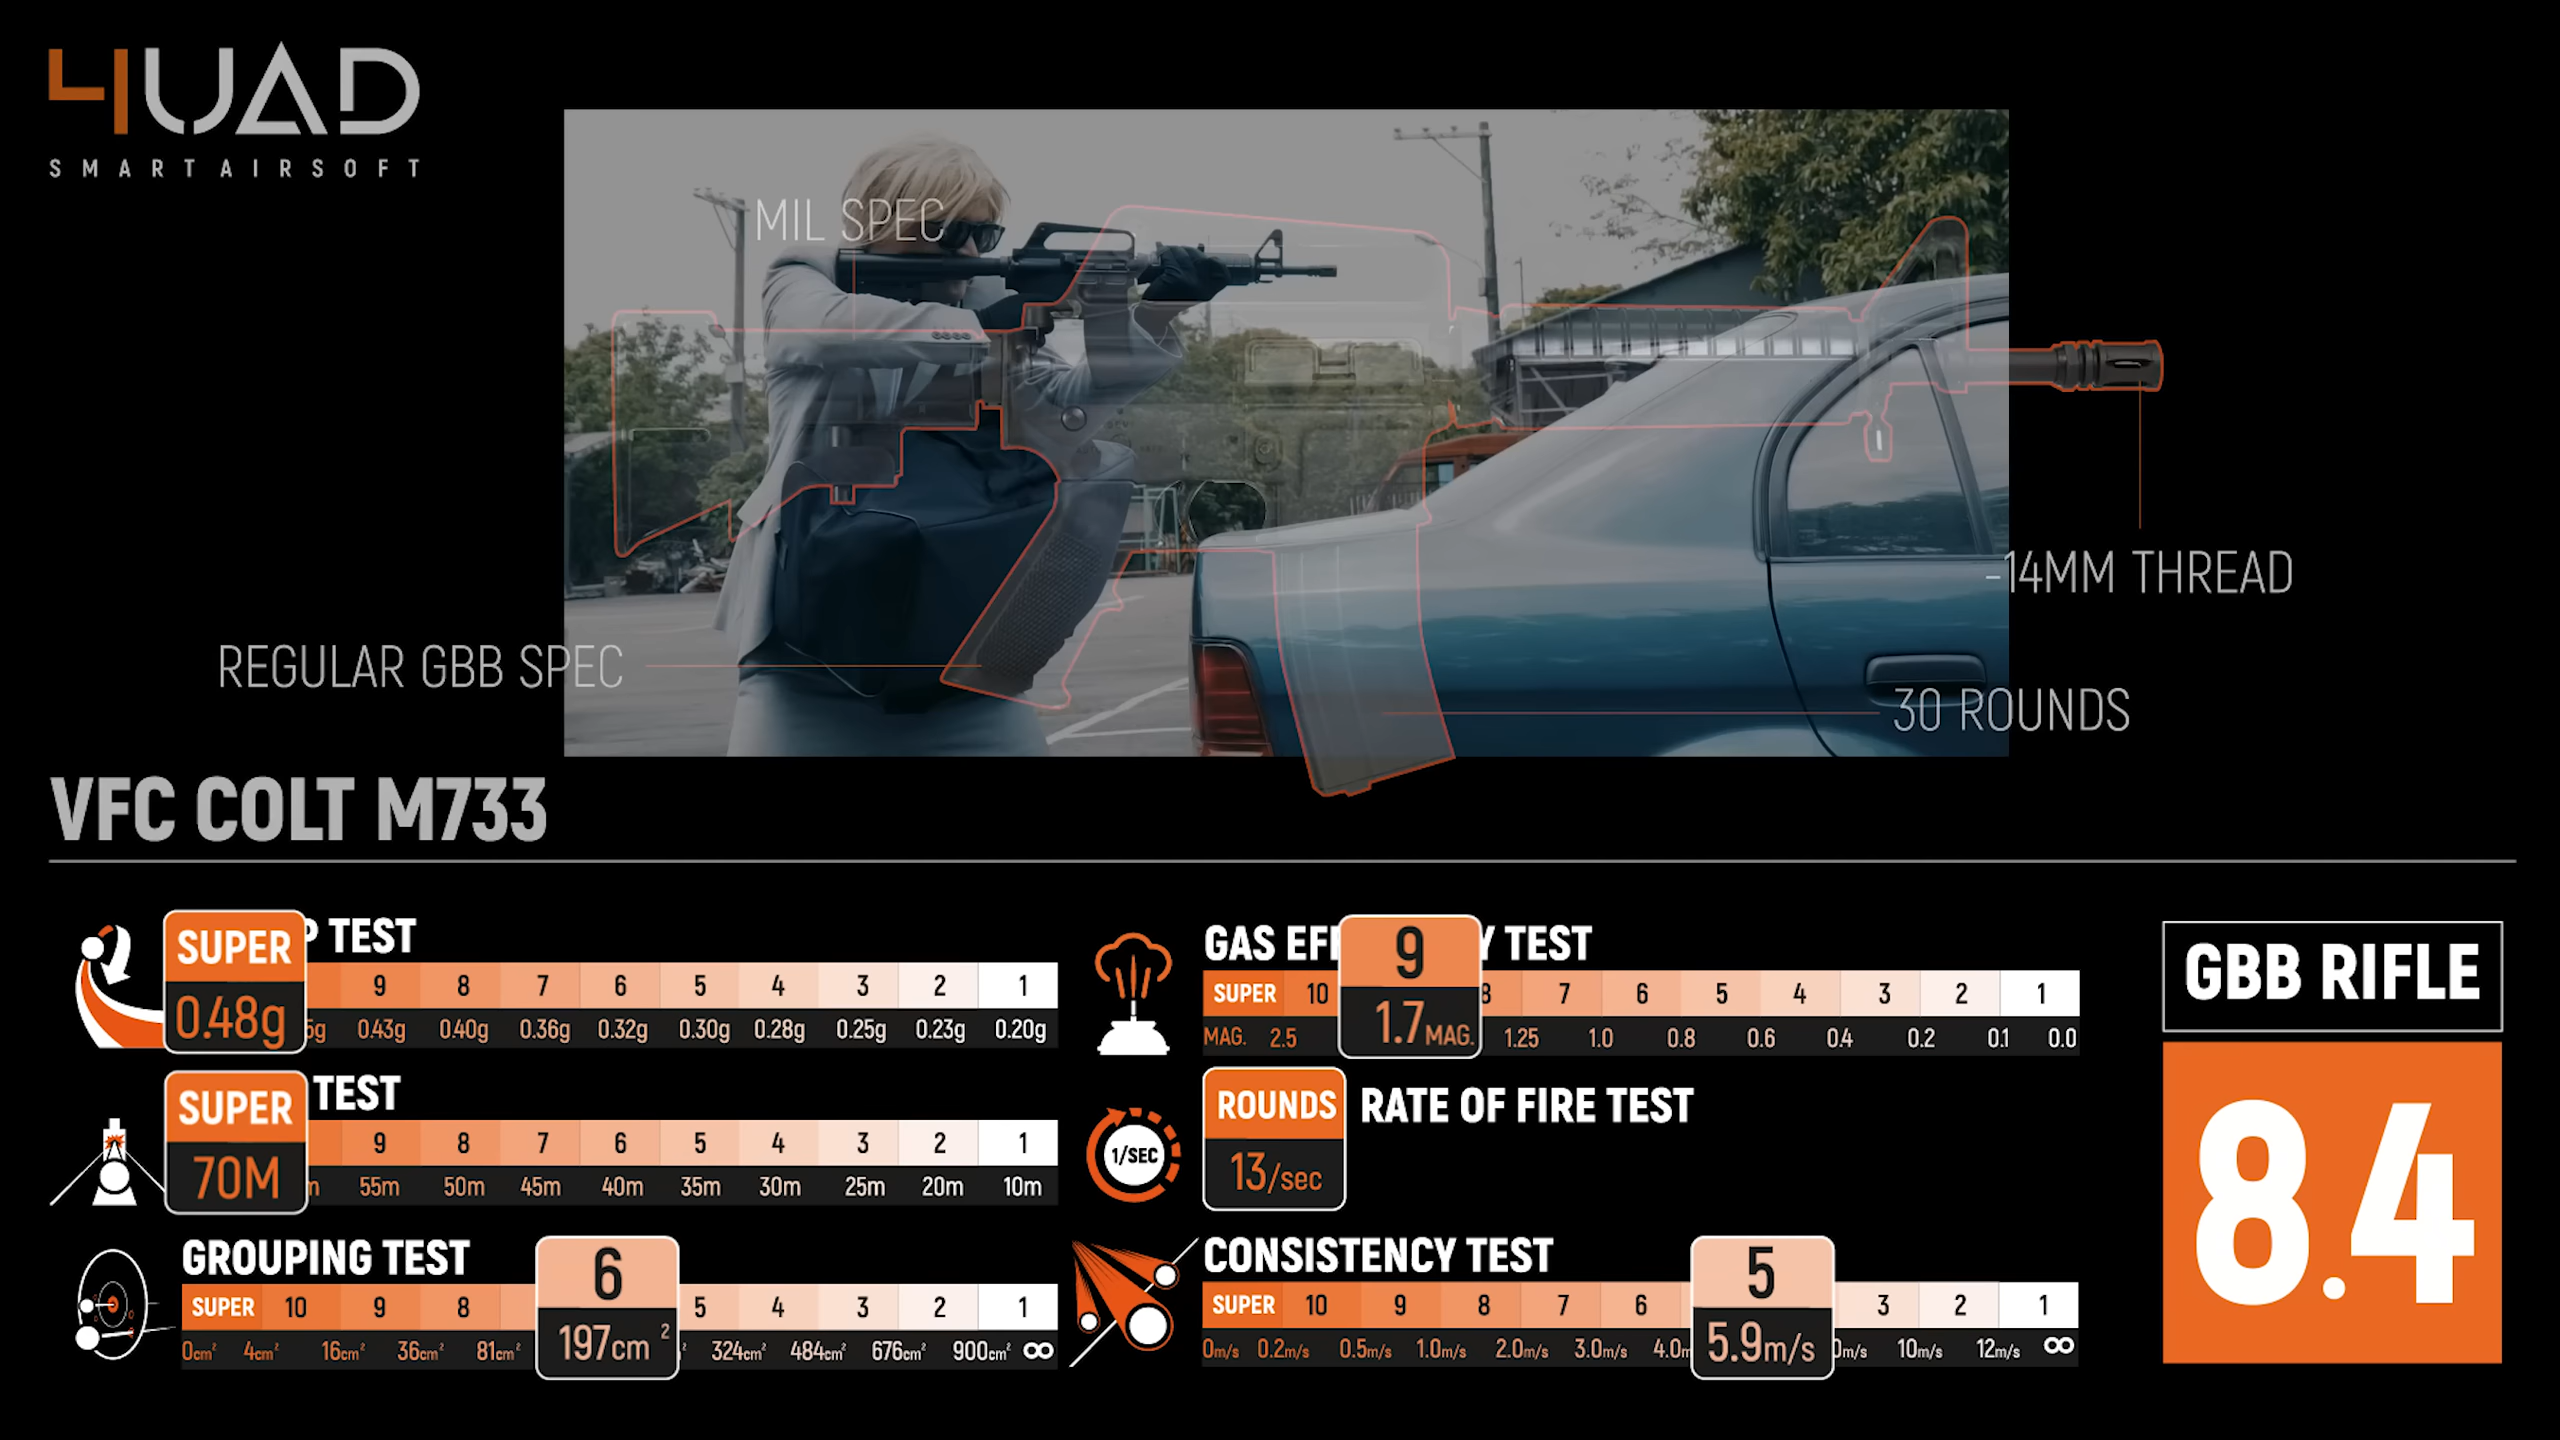 4UAD
SMARTAIRSOFT
MIL SPEC
-14MM THREAD
REGULAR GBB SPEC
30 ROUNDS
VFC COLT M733
SUPER
0.48g
P TEST
9 8 7 6 5 4 3 2 1
0.43g 0.40g 0.36g 0.32g 0.30g 0.28g 0.25g 0.23g 0.20g
SUPER
70M
TEST
9 8 7 6 5 4 3 2 1
55m 50m 45m 40m 35m 30m 25m 20m 10m
GROUPING TEST
6
197cm²
SUPER 10 9 8 5 4 3 2 1
0cm² 4cm² 16cm² 36cm² 81cm² 324cm² 484cm² 676cm² 900cm² ∞
GAS EFF Y TEST
9
1.7MAG.
SUPER 10 8 7 6 5 4 3 2 1
MAG. 2.5 1.25 1.0 0.8 0.6 0.4 0.2 0.1 0.0
1/SEC
ROUNDS
13/sec
RATE OF FIRE TEST
CONSISTENCY TEST
5
5.9m/s
SUPER 10 9 8 7 6 3 2 1
0m/s 0.2m/s 0.5m/s 1.0m/s 2.0m/s 3.0m/s 4.0m 0m/s 10m/s 12m/s ∞
GBB RIFLE
8.4